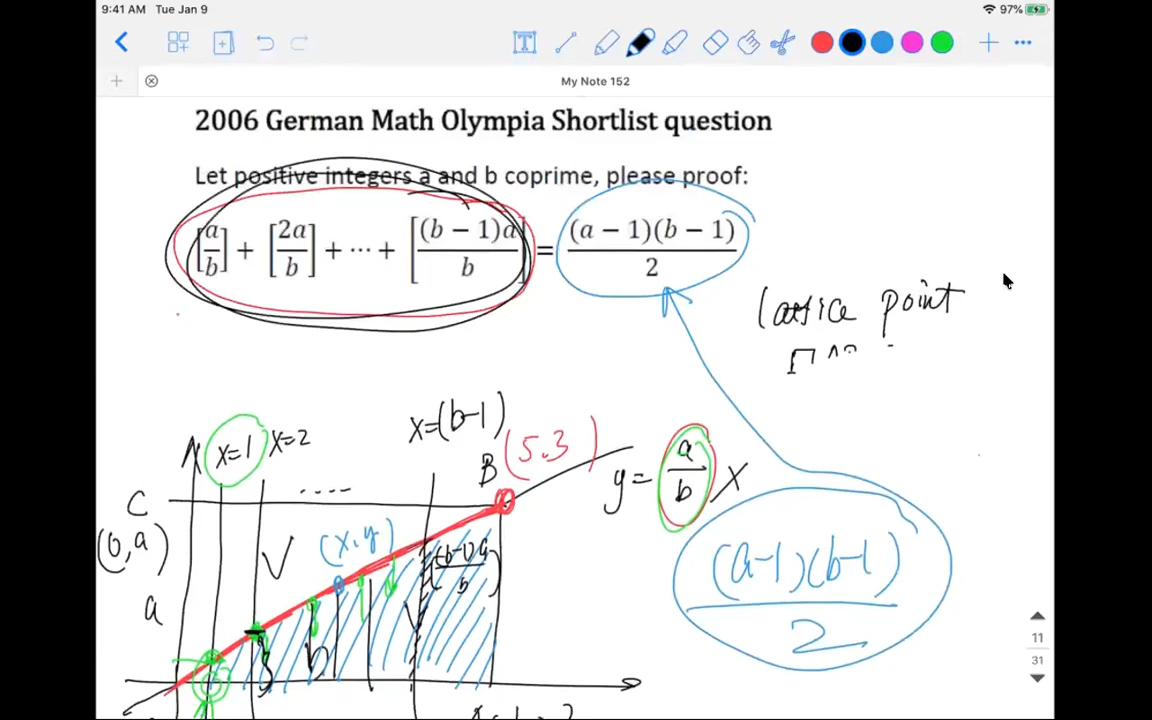 9:41 AM Tue Jan 9
97%
My Note 152
2006 German Math Olympia Shortlist question
Let positive integers a and b coprime, please proof:
[a/b] + [2a/b] + ⋯ + [(b − 1)a/b] = (a − 1)(b − 1)/2
lattice point
x=1 x=2 .... x=(b-1)
B (5.3)
y = a/b x
C
(0,a)
(x,y)
(b-1)a/b
(a-1)(b-1)/2
a
b
11
31